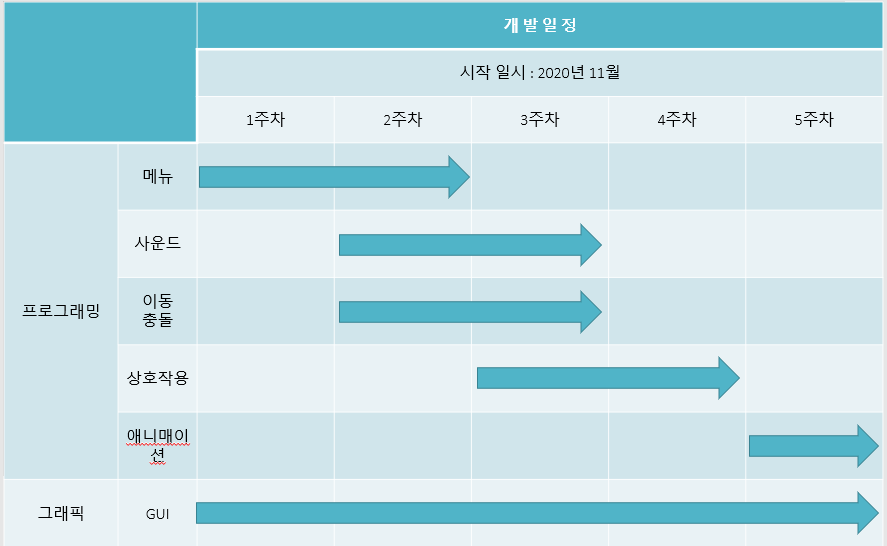 개 발 일 정
시작 일시 : 2020년 11월
1주차
2주차
3주차
4주차
5주차
프로그래밍
메뉴
사운드
이동
충돌
상호작용
애니매이
션
그래픽
GUI